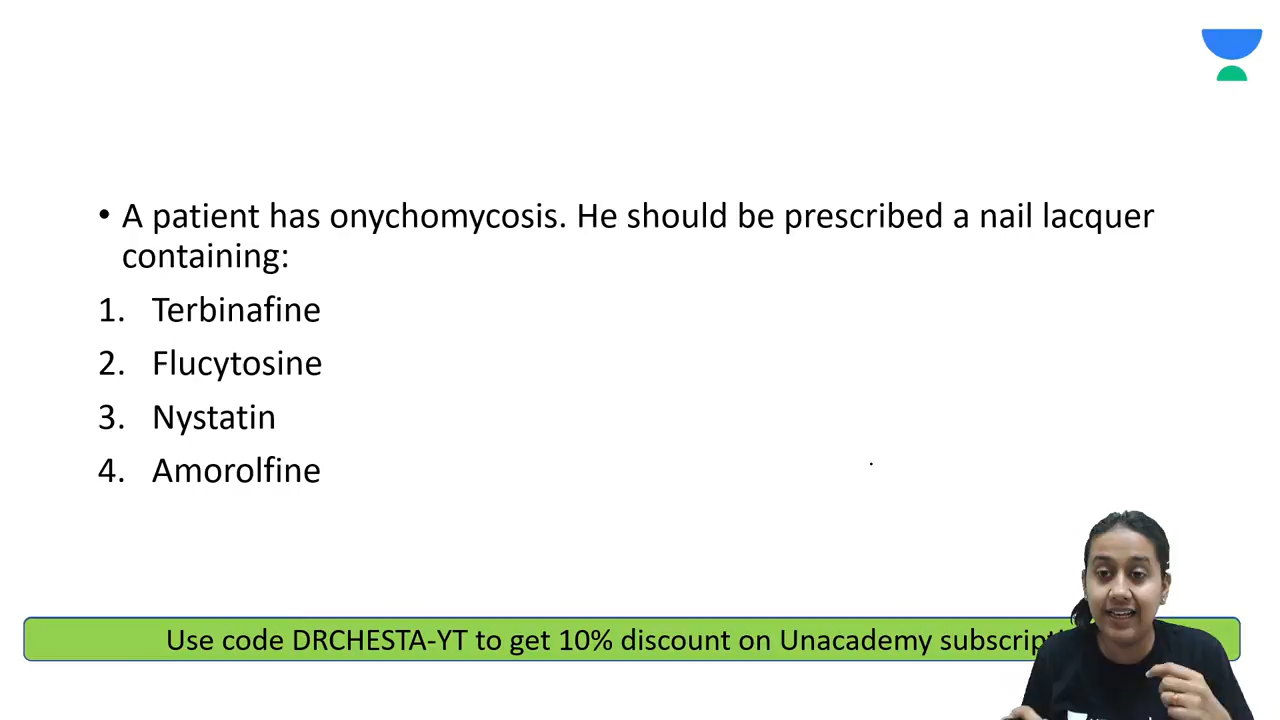 • A patient has onychomycosis. He should be prescribed a nail lacquer
containing:
1. Terbinafine
2. Flucytosine
3. Nystatin
4. Amorolfine
Use code DRCHESTA-YT to get 10% discount on Unacademy